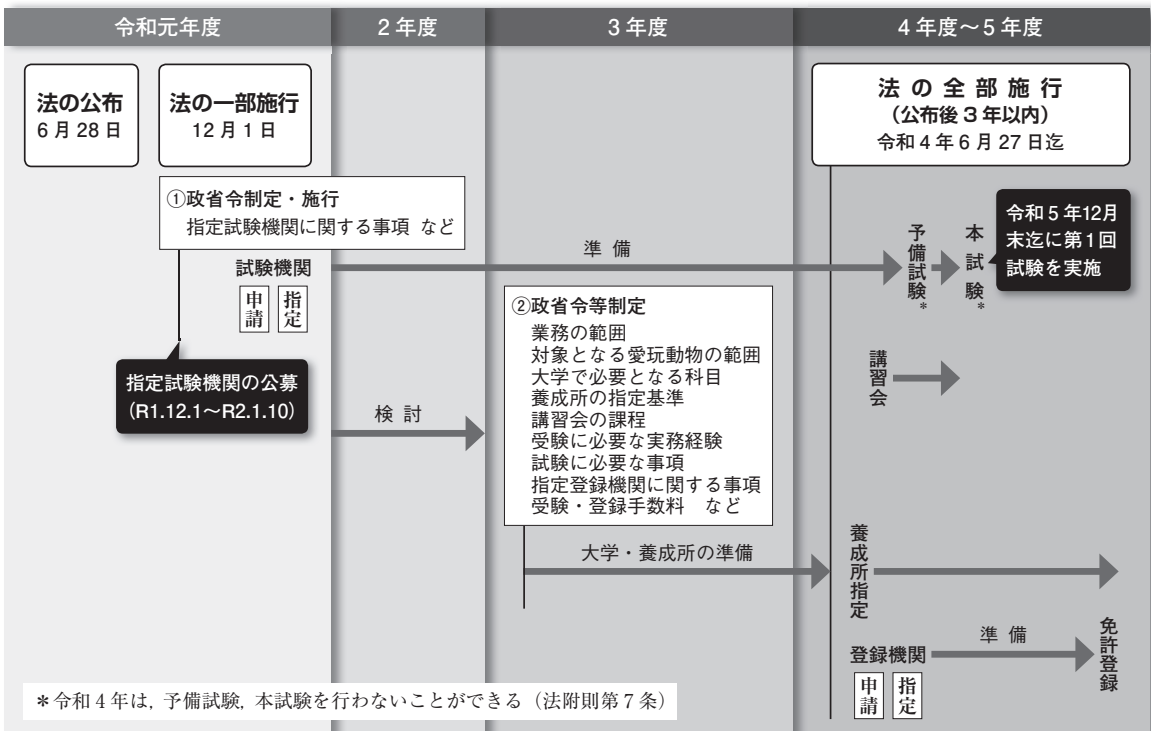 令和元年度
2年度
3年度
4年度～5年度
法の公布
6月28日
法の一部施行
12月1日
法の全部施行
(公布後3年以内)
令和4年6月27日迄
①政省令制定・施行
指定試験機関に関する事項 など
試験機関
申請
指定
準備
予備試験*
本試験*
令和5年12月
末迄に第1回
試験を実施
指定試験機関の公募
(R1.12.1～R2.1.10)
検討
②政省令等制定
業務の範囲
対象となる愛玩動物の範囲
大学で必要となる科目
養成所の指定基準
講習会の課程
受験に必要な実務経験
試験に必要な事項
指定登録機関に関する事項
受験・登録手数料 など
講習会
大学・養成所の準備
養成所指定
登録機関
申請
指定
準備
免許登録
*令和4年は, 予備試験, 本試験を行わないことができる（法附則第7条）